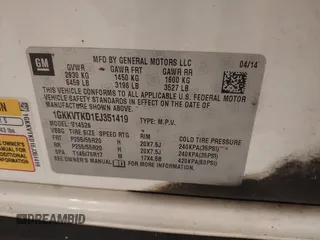 GM
MFD BY GENERAL MOTORS LLC
04/14
GVWR GAWR FRT GAWR RR
2930 KG 1450 KG 1600 KG
6459 LB 3196 LB 3527 LB
THIS VEHICLE CONFORMS TO ALL APPLICABLE U.S. FEDERAL MOTOR
VEHICLE SAFETY STANDARDS IN EFFECT ON THE DATE OF
MANUFACTURE SHOWN ABOVE.
1GKKVTKD1EJ351419 TYPE: M.P.V.
MODEL:
TIRE SIZE SPEED RTG RIM COLD TIRE PRESSURE
FRT P255/55R20 H 20X7.5J 240KPA(35PSI)
RR P255/55R20 H 20X7.5J 240KPA(35PSI)
SPA M 17X4.5B 420KPA(60PSI)
SEE OWNER'S MANUAL FOR ADDITIONAL INFORMATION
DREAMBID